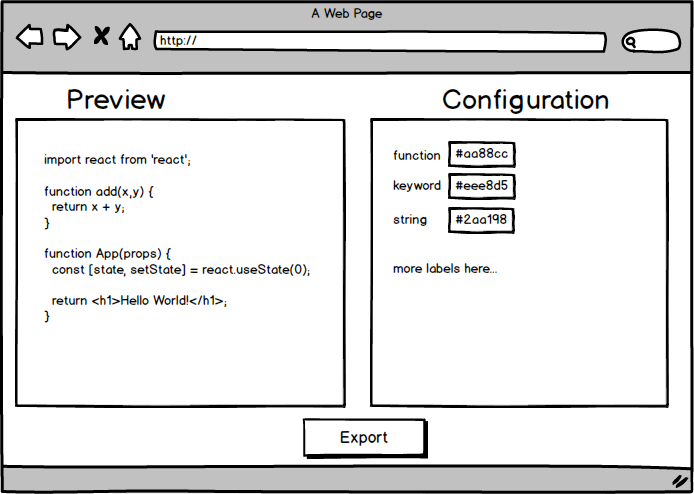 A Web Page
http://
Preview
Configuration
import react from 'react';
function add(x,y) {
return x + y;
}
function App(props) {
const [state, setState] = react.useState(0);
return <h1>Hello World!</h1>;
}
function #aa88cc
keyword #eee8d5
string #2aa198
more labels here...
Export